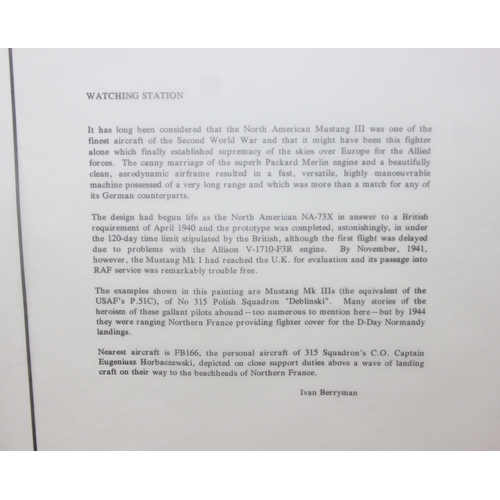 WATCHING STATION
It has long been considered that the North American Mustang III was one of the
finest aircraft of the Second World War and that it might have been this fighter
alone which finally established supremacy of the skies over Europe for the Allied
forces. The canny marriage of the superb Packard Merlin engine and a beautifully
clean, aerodynamic airframe resulted in a fast, versatile, highly manoeuvrable
machine possessed of a very long range and which was more than a match for any of
its German counterparts.
The design had begun life as the North American NA-73X in answer to a British
requirement of April 1940 and the prototype was completed, astonishingly, in under
the 120-day time limit stipulated by the British, although the first flight was delayed
due to problems with the Allison V-1710-F3R engine. By November, 1941,
however, the Mustang Mk I had reached the U.K. for evaluation and its passage into
RAF service was remarkably trouble free.
The examples shown in this painting are Mustang Mk IIIs (the equivalent of the
USAF's P.51C), of No 315 Polish Squadron "Deblinski". Many stories of the
heroism of these gallant pilots abound—too numerous to mention here—but by 1944
they were ranging Northern France providing fighter cover for the D-Day Normandy
landings.
Nearest aircraft is FB166, the personal aircraft of 315 Squadron's C.O. Captain
Eugeniusz Horbaczewski, depicted on close support duties above a wave of landing
craft on their way to the beachheads of Northern France.
Ivan Berryman